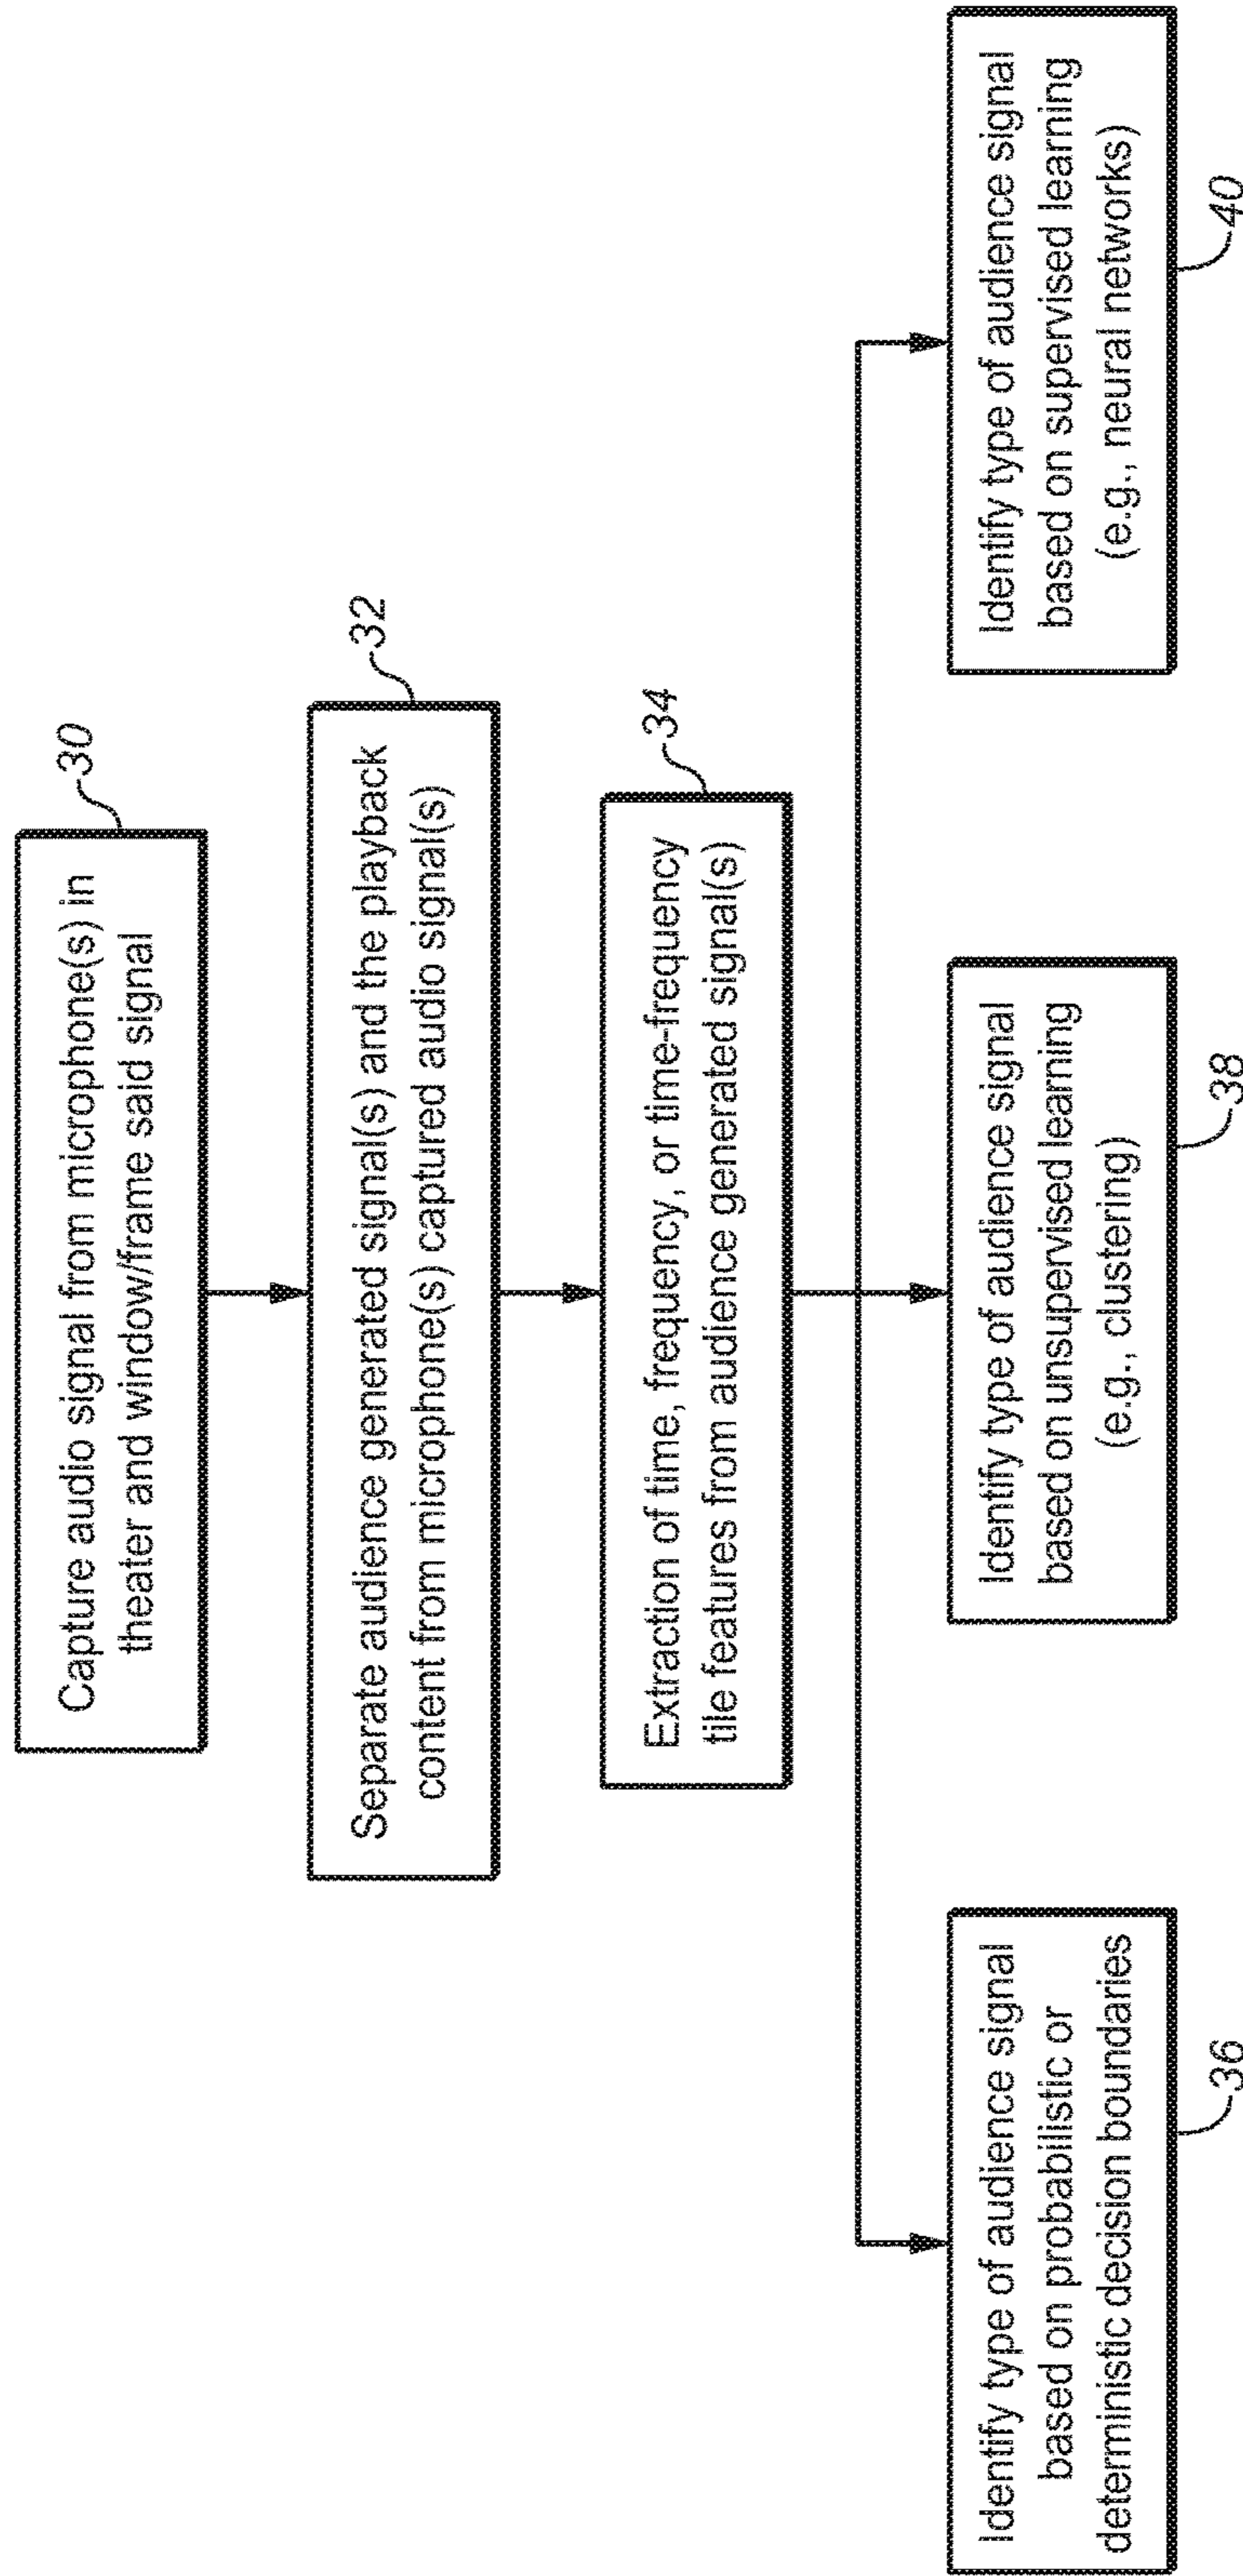 Capture audio signal from microphone(s) in
theater and window/frame said signal
30
Separate audience generated signal(s) and the playback
content from microphone(s) captured audio signal(s)
32
Extraction of time, frequency, or time-frequency
tile features from audience generated signal(s)
34
Identify type of audience signal
based on probabilistic or
deterministic decision boundaries
36
Identify type of audience signal
based on unsupervised learning
(e.g., clustering)
38
Identify type of audience signal
based on supervised learning
(e.g., neural networks)
40